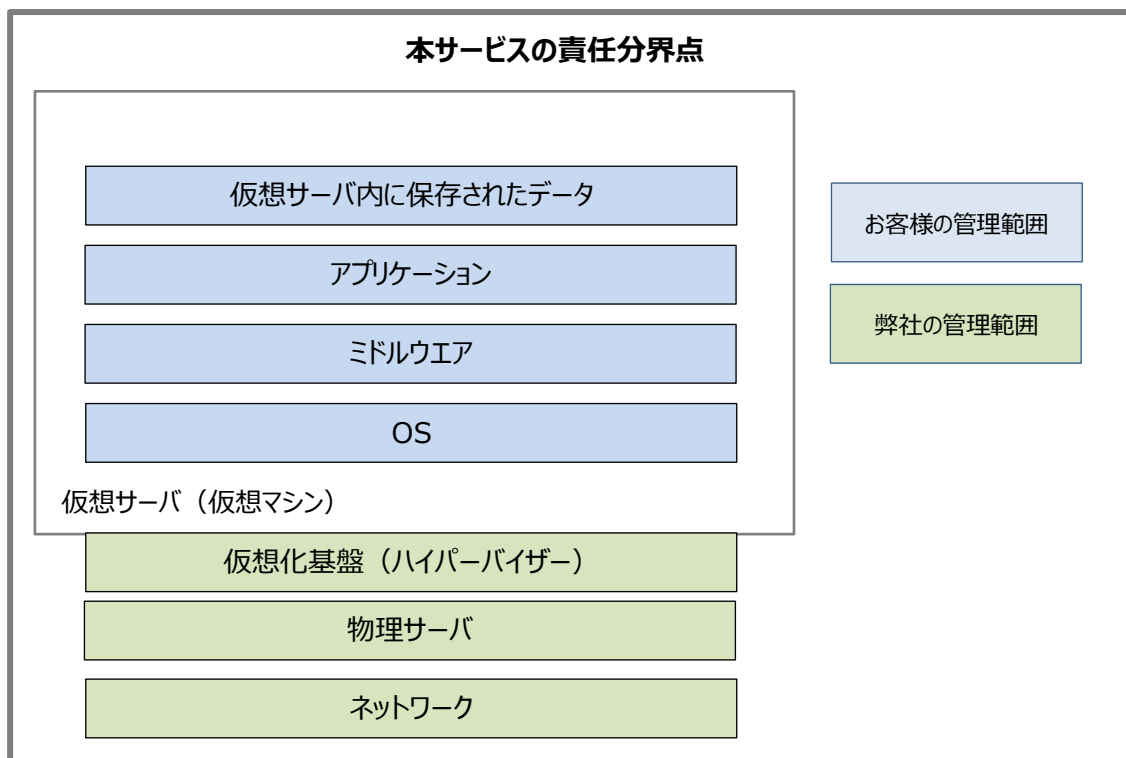 本サービスの責任分界点
仮想サーバ内に保存されたデータ
アプリケーション
ミドルウエア
OS
仮想サーバ（仮想マシン）
仮想化基盤（ハイパーバイザー）
物理サーバ
ネットワーク
お客様の管理範囲
弊社の管理範囲